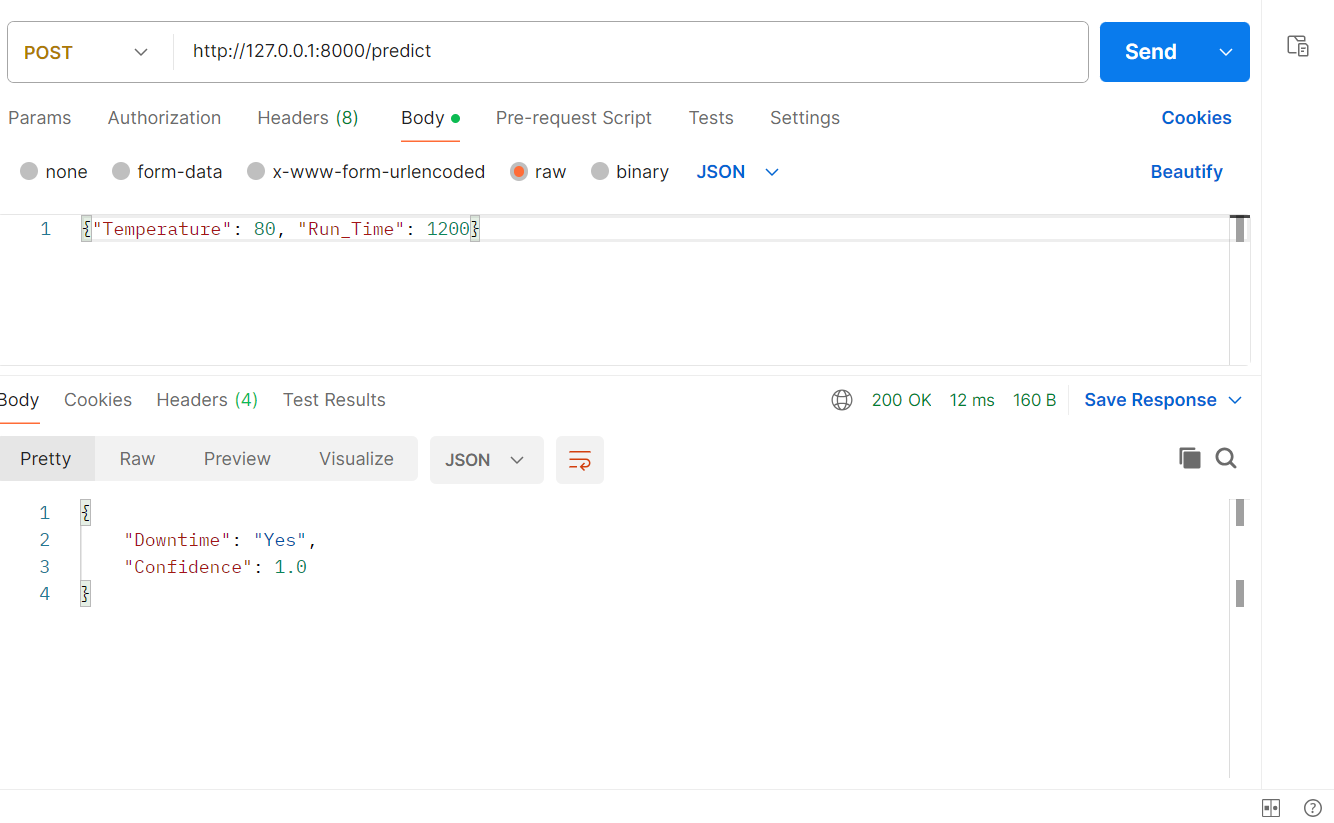 POST http://127.0.0.1:8000/predict Send
Params Authorization Headers (8) Body Pre-request Script Tests Settings Cookies
none form-data x-www-form-urlencoded raw binary JSON Beautify
1 {"Temperature": 80, "Run_Time": 1200}
Body Cookies Headers (4) Test Results 200 OK 12 ms 160 B Save Response
Pretty Raw Preview Visualize JSON
1 {
2 "Downtime": "Yes",
3 "Confidence": 1.0
4 }